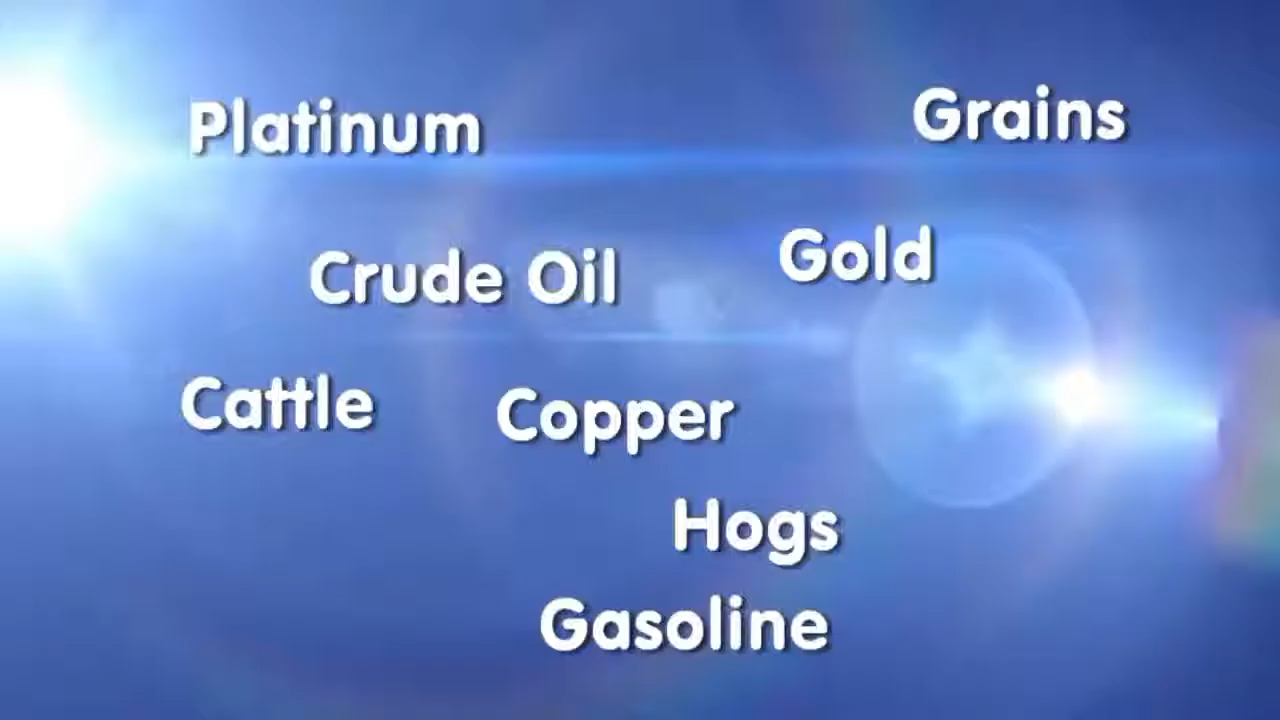 Platinum
Grains
Crude Oil
Gold
Cattle
Copper
Hogs
Gasoline